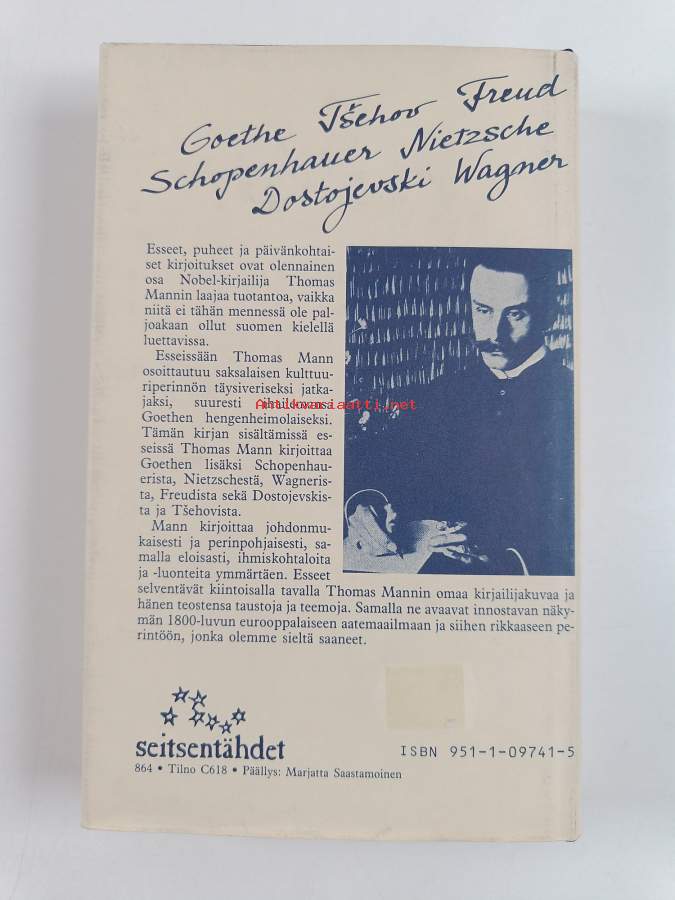 Goethe Tšehov Freud
Schopenhauer Nietzsche
Dostojevski Wagner
Esseet, puheet ja päivänkohtai-
set kirjoitukset ovat olennainen
osa Nobel-kirjailija Thomas
Mannin laajaa tuotantoa, vaikka
niitä ei tähän mennessä ole pal-
joakaan ollut suomen kielellä
luettavissa.
Esseissään Thomas Mann
osoittautuu saksalaisen kulttuu-
riperinnön täysiveriseksi jatka-
jaksi, suuresti ihailemansa
Antikvariaatti.net
Goethen hengenheimolaiseksi.
Tämän kirjan sisältämissä es-
seissä Thomas Mann kirjoittaa
Goethen lisäksi Schopenhau-
erista, Nietzschestä, Wagneris-
ta, Freudista sekä Dostojevskis-
ta ja Tšehovista.
Mann kirjoittaa johdonmu-
kaisesti ja perinpohjaisesti, sa-
malla eloisasti, ihmiskohtaloita
ja -luonteita ymmärtäen. Esseet
selventävät kiintoisalla tavalla Thomas Mannin omaa kirjailijakuvaa ja
hänen teostensa taustoja ja teemoja. Samalla ne avaavat innostavan näky-
män 1800-luvun eurooppalaiseen aatemaailmaan ja siihen rikkaaseen pe-
rintöön, jonka olemme sieltä saaneet.
seitsentähdet
ISBN 951-1-09741-5
864 • Tilno C618 • Päällys: Marjatta Saastamoinen